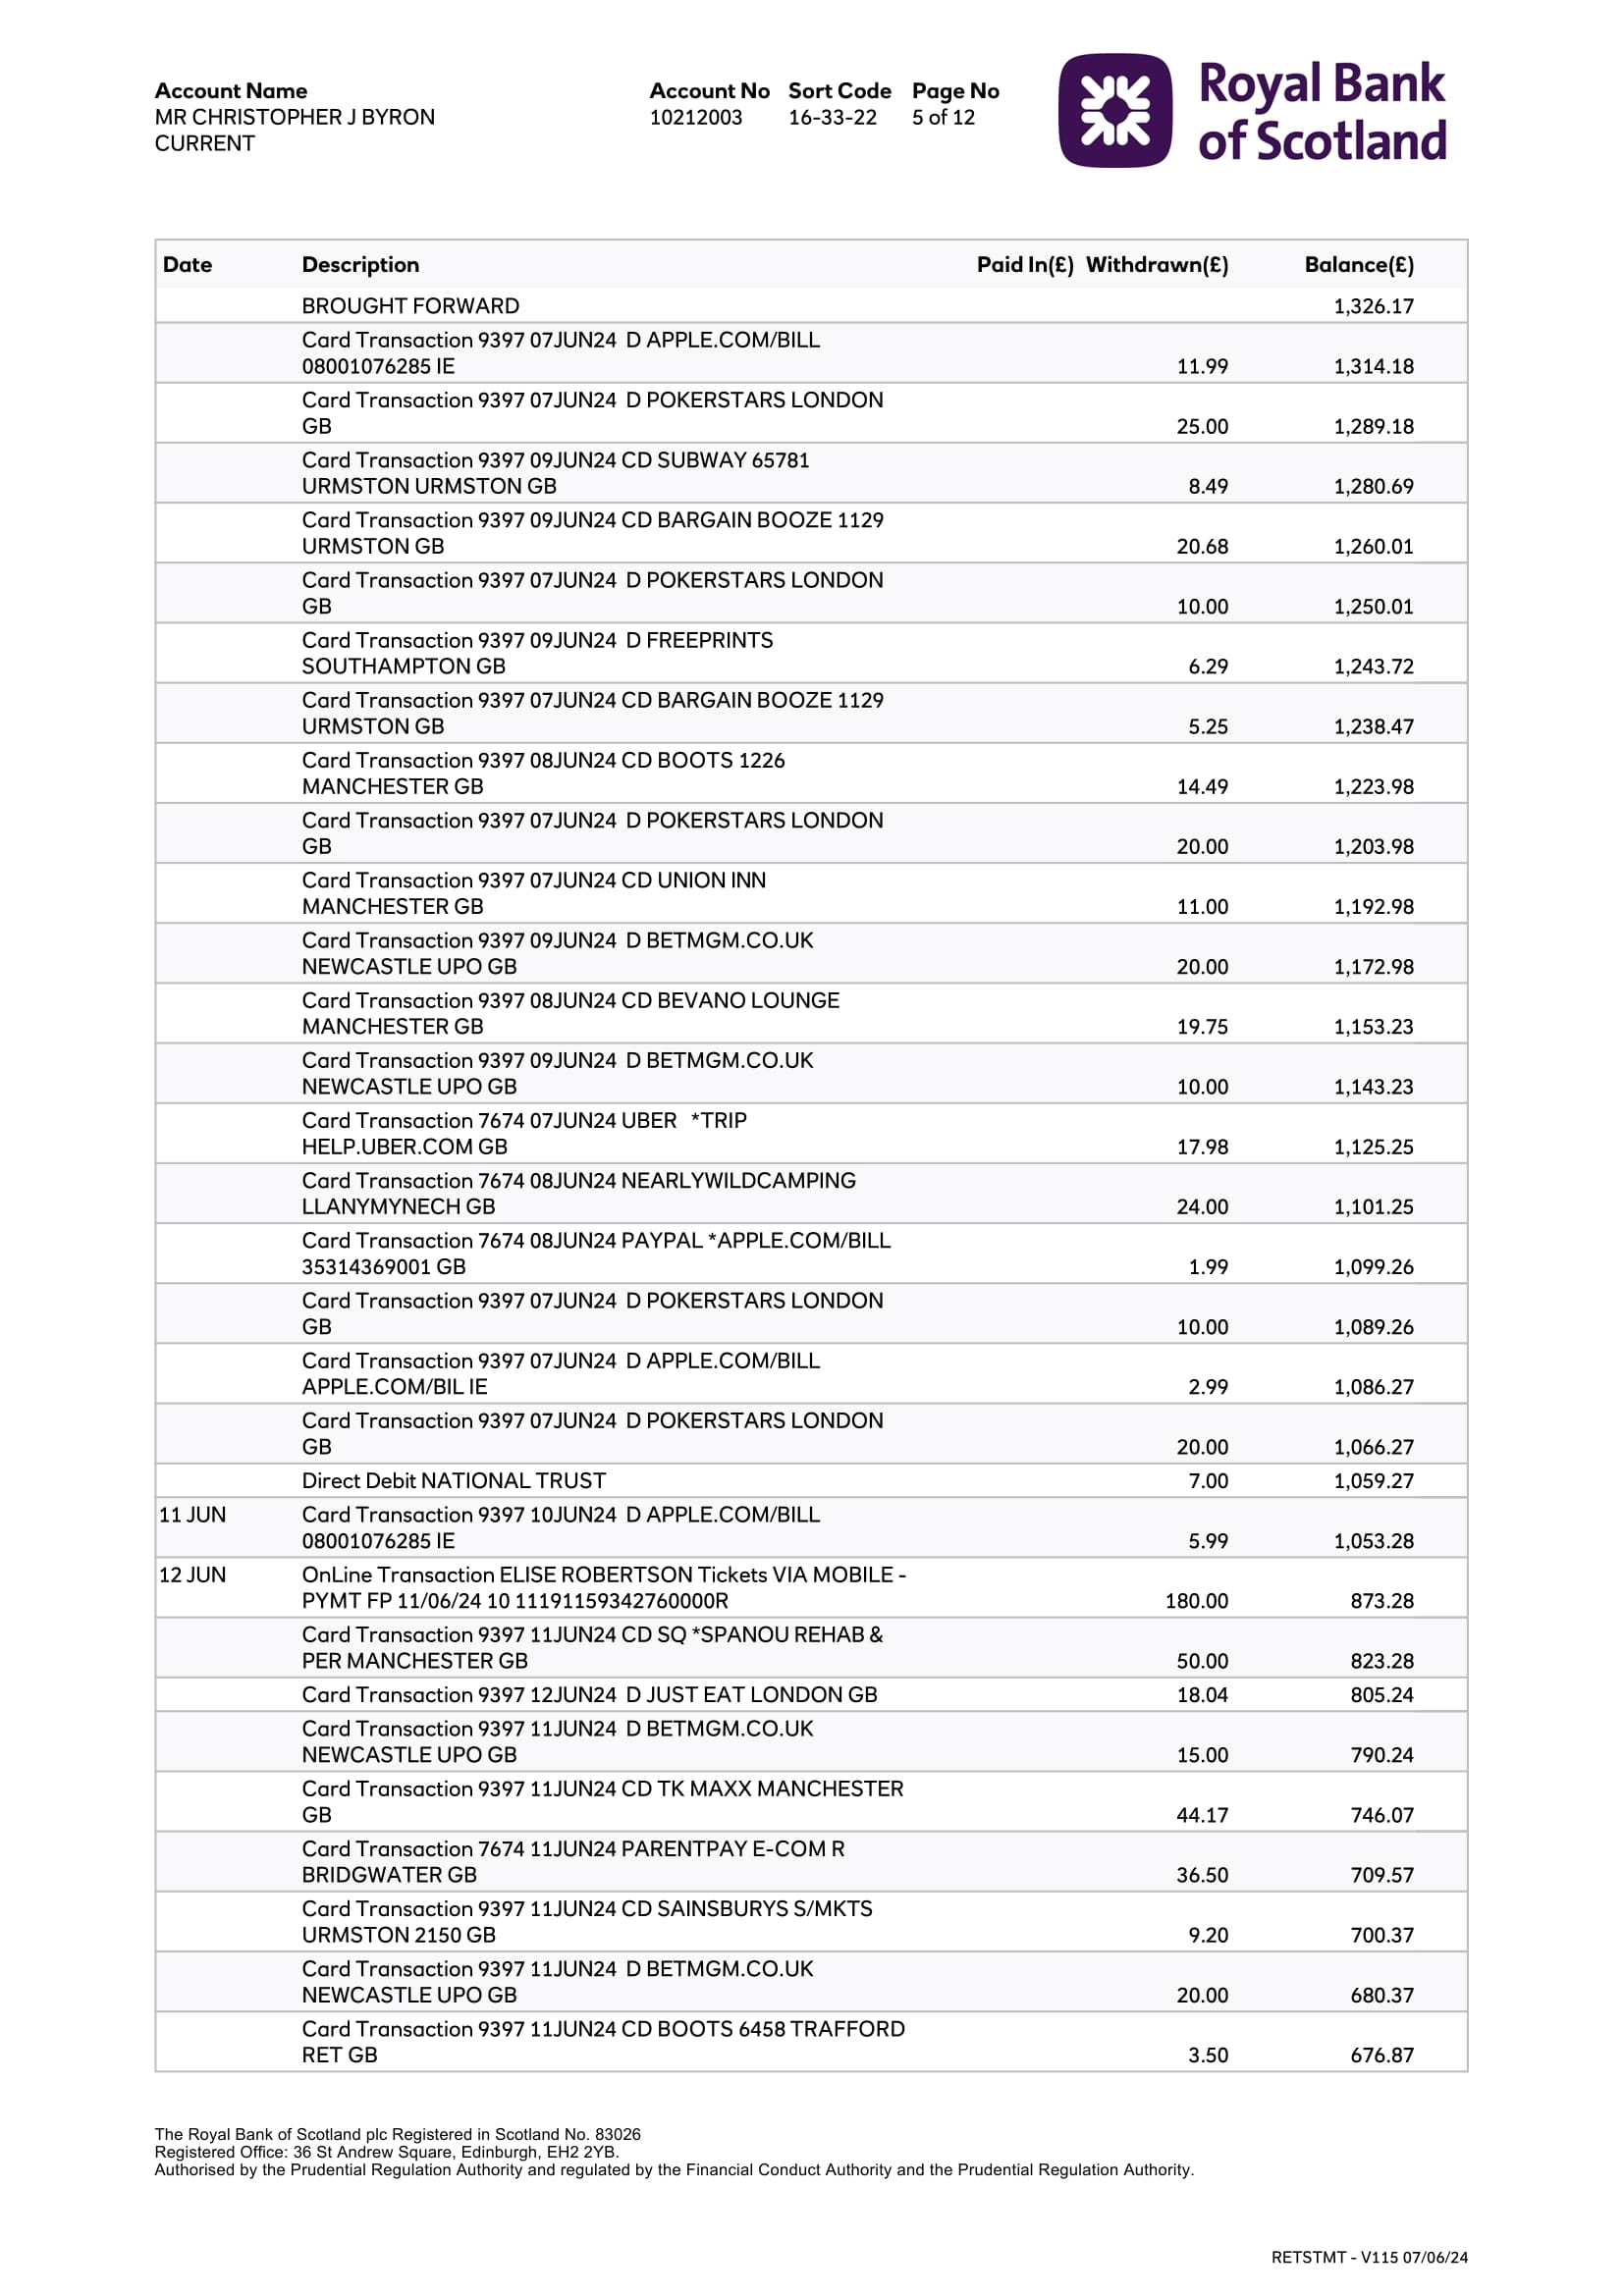 Account Name
MR CHRISTOPHER J BYRON
CURRENT
Account No Sort Code Page No
10212003 16-33-22 5 of 12
Royal Bank
of Scotland
Date Description Paid In(£) Withdrawn(£) Balance(£)
BROUGHT FORWARD 1,326.17
Card Transaction 9397 07JUN24 D APPLE.COM/BILL
08001076285 IE 11.99 1,314.18
Card Transaction 9397 07JUN24 D POKERSTARS LONDON
GB 25.00 1,289.18
Card Transaction 9397 09JUN24 CD SUBWAY 65781
URMSTON URMSTON GB 8.49 1,280.69
Card Transaction 9397 09JUN24 CD BARGAIN BOOZE 1129
URMSTON GB 20.68 1,260.01
Card Transaction 9397 07JUN24 D POKERSTARS LONDON
GB 10.00 1,250.01
Card Transaction 9397 09JUN24 D FREEPRINTS
SOUTHAMPTON GB 6.29 1,243.72
Card Transaction 9397 07JUN24 CD BARGAIN BOOZE 1129
URMSTON GB 5.25 1,238.47
Card Transaction 9397 08JUN24 CD BOOTS 1226
MANCHESTER GB 14.49 1,223.98
Card Transaction 9397 07JUN24 D POKERSTARS LONDON
GB 20.00 1,203.98
Card Transaction 9397 07JUN24 CD UNION INN
MANCHESTER GB 11.00 1,192.98
Card Transaction 9397 09JUN24 D BETMGM.CO.UK
NEWCASTLE UPO GB 20.00 1,172.98
Card Transaction 9397 08JUN24 CD BEVANO LOUNGE
MANCHESTER GB 19.75 1,153.23
Card Transaction 9397 09JUN24 D BETMGM.CO.UK
NEWCASTLE UPO GB 10.00 1,143.23
Card Transaction 7674 07JUN24 UBER *TRIP
HELP.UBER.COM GB 17.98 1,125.25
Card Transaction 7674 08JUN24 NEARLYWILDCAMPING
LLANYMYNECH GB 24.00 1,101.25
Card Transaction 7674 08JUN24 PAYPAL *APPLE.COM/BILL
35314369001 GB 1.99 1,099.26
Card Transaction 9397 07JUN24 D POKERSTARS LONDON
GB 10.00 1,089.26
Card Transaction 9397 07JUN24 D APPLE.COM/BILL
APPLE.COM/BIL IE 2.99 1,086.27
Card Transaction 9397 07JUN24 D POKERSTARS LONDON
GB 20.00 1,066.27
Direct Debit NATIONAL TRUST 7.00 1,059.27
11 JUN Card Transaction 9397 10JUN24 D APPLE.COM/BILL
08001076285 IE 5.99 1,053.28
12 JUN OnLine Transaction ELISE ROBERTSON Tickets VIA MOBILE -
PYMT FP 11/06/24 10 11191159342760000R 180.00 873.28
Card Transaction 9397 11JUN24 CD SQ *SPANOU REHAB &
PER MANCHESTER GB 50.00 823.28
Card Transaction 9397 12JUN24 D JUST EAT LONDON GB 18.04 805.24
Card Transaction 9397 11JUN24 D BETMGM.CO.UK
NEWCASTLE UPO GB 15.00 790.24
Card Transaction 9397 11JUN24 CD TK MAXX MANCHESTER
GB 44.17 746.07
Card Transaction 7674 11JUN24 PARENTPAY E-COM R
BRIDGWATER GB 36.50 709.57
Card Transaction 9397 11JUN24 CD SAINSBURYS S/MKTS
URMSTON 2150 GB 9.20 700.37
Card Transaction 9397 11JUN24 D BETMGM.CO.UK
NEWCASTLE UPO GB 20.00 680.37
Card Transaction 9397 11JUN24 CD BOOTS 6458 TRAFFORD
RET GB 3.50 676.87
The Royal Bank of Scotland plc Registered in Scotland No. 83026
Registered Office: 36 St Andrew Square, Edinburgh, EH2 2YB.
Authorised by the Prudential Regulation Authority and regulated by the Financial Conduct Authority and the Prudential Regulation Authority.
RETSTMT - V115 07/06/24